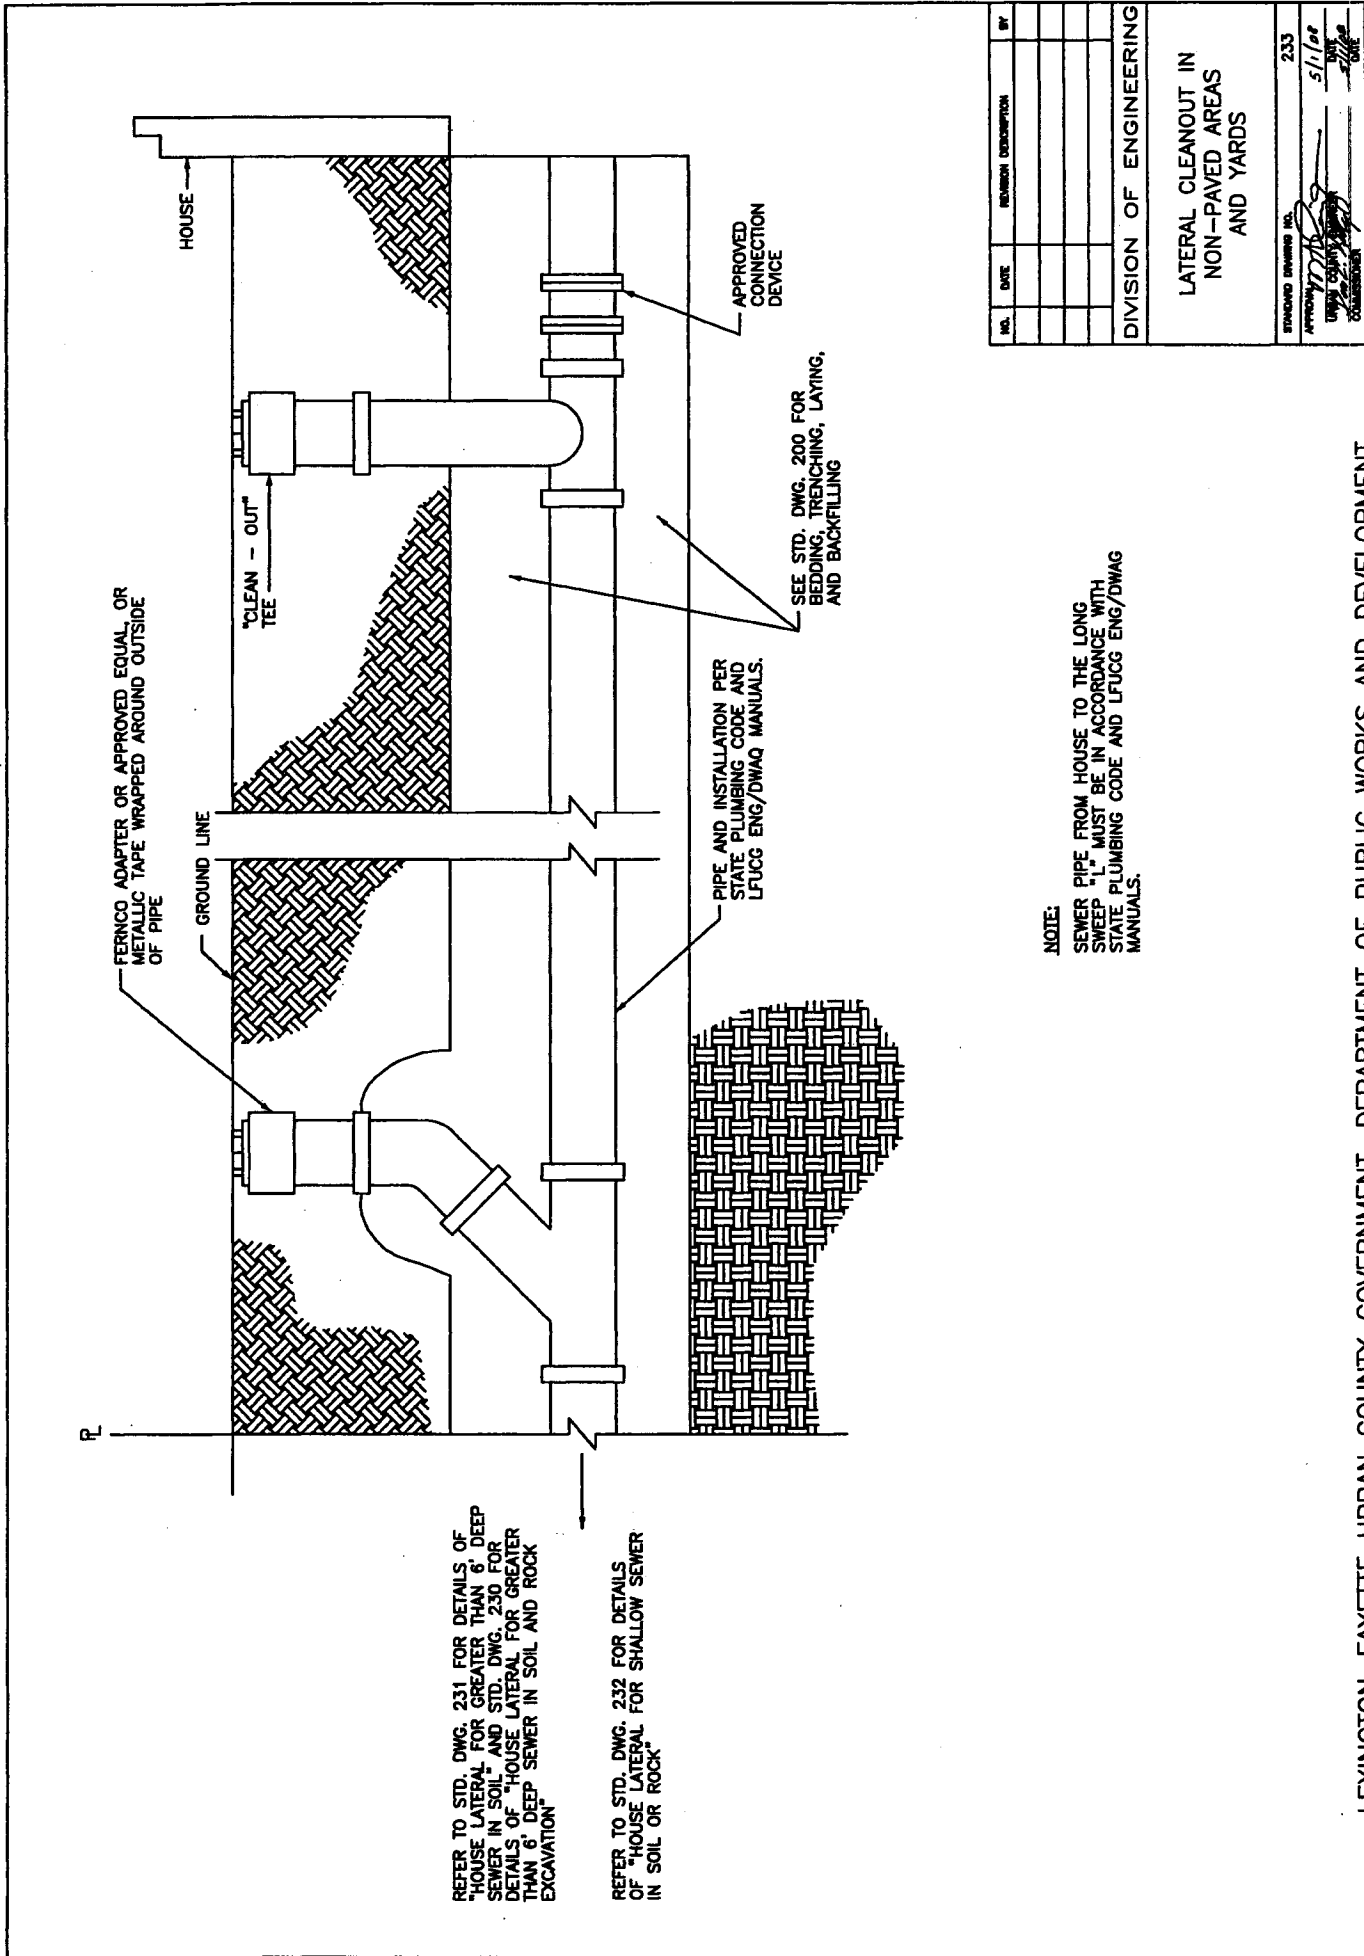 PL
HOUSE
FERNCO ADAPTER OR APPROVED EQUAL, OR
METALLIC TAPE WRAPPED AROUND OUTSIDE
OF PIPE
GROUND LINE
"CLEAN - OUT"
TEE
APPROVED
CONNECTION
DEVICE
SEE STD. DWG. 200 FOR
BEDDING, TRENCHING, LAYING,
AND BACKFILLING
PIPE AND INSTALLATION PER
STATE PLUMBING CODE AND
LFUCG ENG/DWAQ MANUALS.
REFER TO STD. DWG. 231 FOR DETAILS OF
"HOUSE LATERAL FOR GREATER THAN 6' DEEP
SEWER IN SOIL" AND STD. DWG. 230 FOR
DETAILS OF "HOUSE LATERAL FOR GREATER
THAN 6' DEEP SEWER IN SOIL AND ROCK
EXCAVATION"
REFER TO STD. DWG. 232 FOR DETAILS
OF "HOUSE LATERAL FOR SHALLOW SEWER
IN SOIL OR ROCK"
NOTE:
SEWER PIPE FROM HOUSE TO THE LONG
SWEEP "L" MUST BE IN ACCORDANCE WITH
STATE PLUMBING CODE AND LFUCG ENG/DWAG
MANUALS.
NO. DATE REVISION DESCRIPTION BY
DIVISION OF ENGINEERING
LATERAL CLEANOUT IN
NON-PAVED AREAS
AND YARDS
STANDARD DRAWING NO. 233
APPROVAL 5/1/08
URBAN COUNTY ENGINEER DATE
COMMISSIONER DATE
LEXINGTON FAYETTE URBAN COUNTY GOVERNMENT DEPARTMENT OF PUBLIC WORKS AND DEVELOPMENT